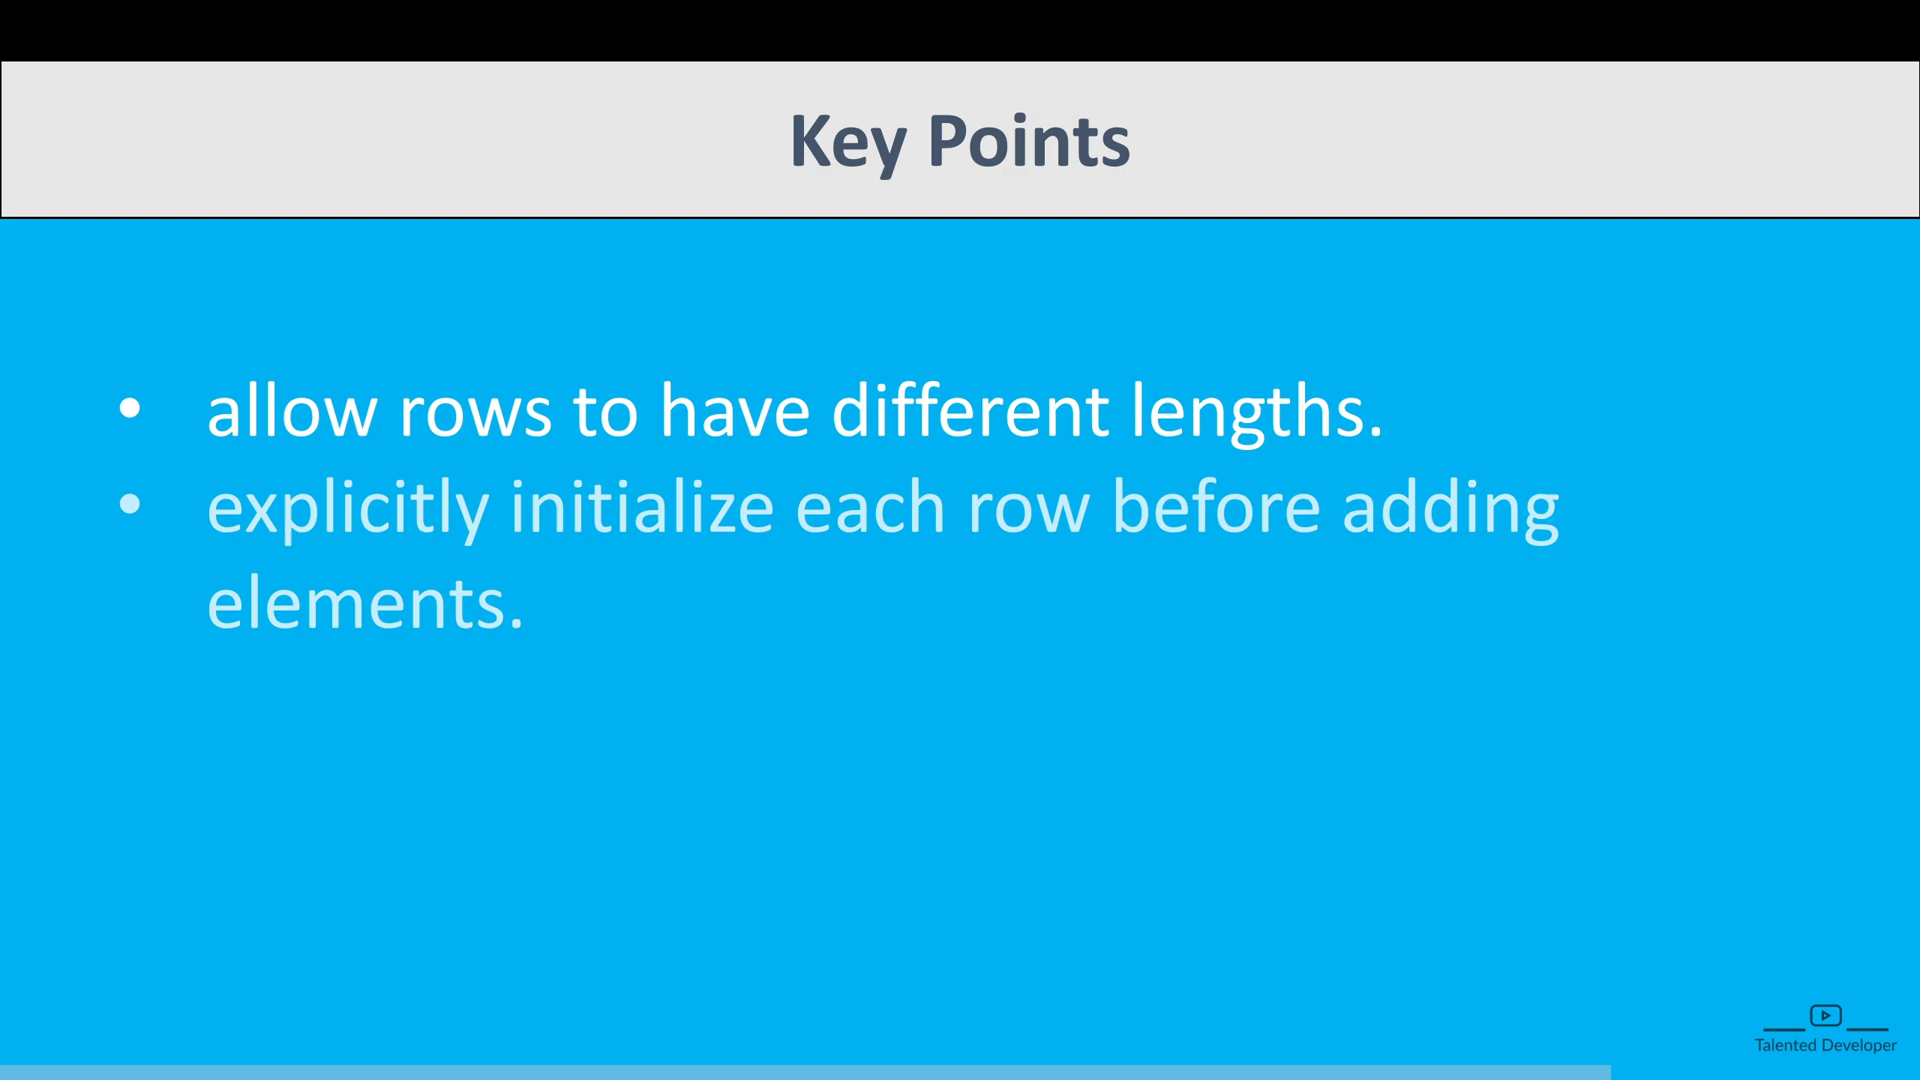 Key Points
• allow rows to have different lengths.
• explicitly initialize each row before adding
elements.
Talented Developer